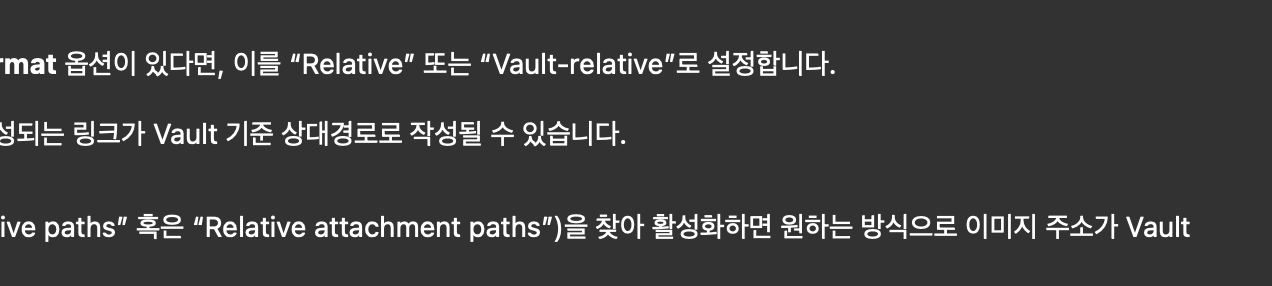 rmat 옵션이 있다면, 이를 “Relative” 또는 “Vault-relative”로 설정합니다.
성되는 링크가 Vault 기준 상대경로로 작성될 수 있습니다.
ive paths” 혹은 “Relative attachment paths”)을 찾아 활성화하면 원하는 방식으로 이미지 주소가 Vault